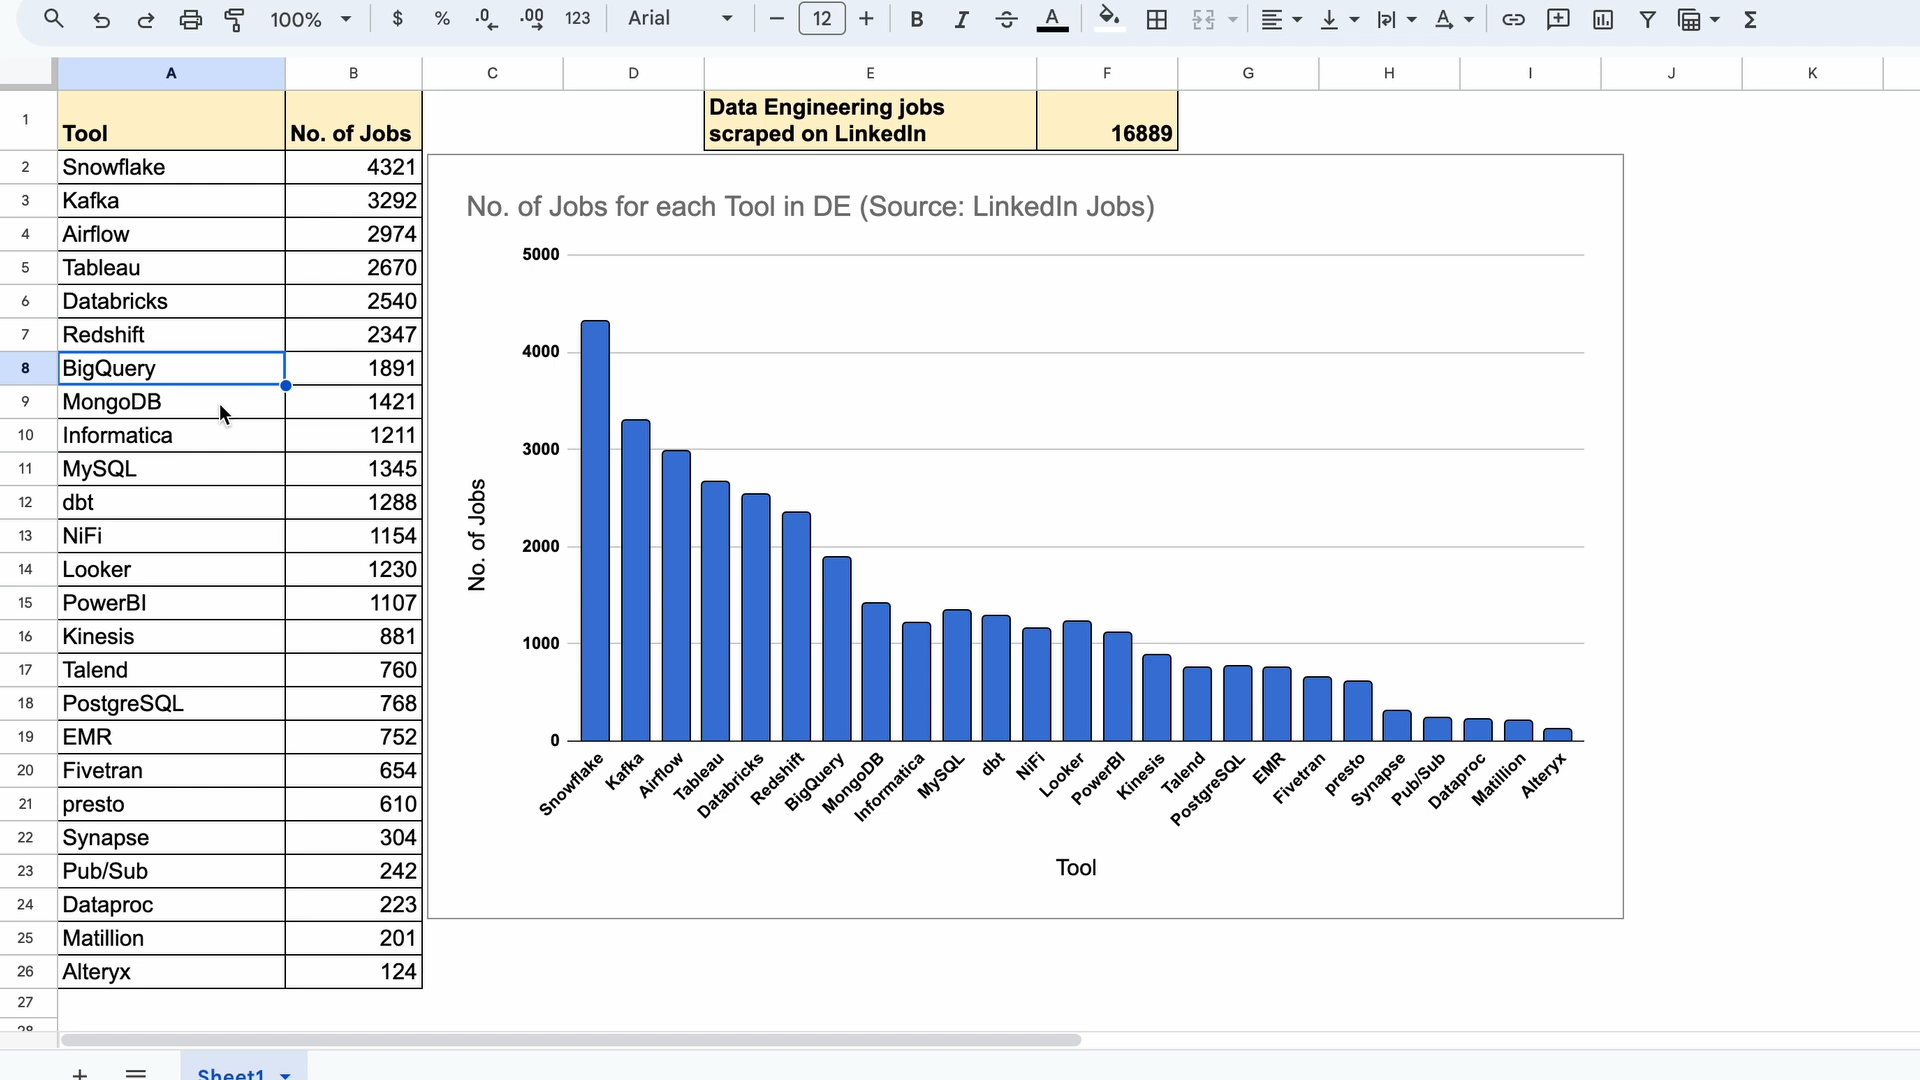 100%
$
%
.0
.00
123
Arial
12
B
I
A
A
Σ
A B C D E F G H I J K
1 Tool No. of Jobs Data Engineering jobs
scraped on LinkedIn 16889
2 Snowflake 4321
3 Kafka 3292
4 Airflow 2974
5 Tableau 2670
6 Databricks 2540
7 Redshift 2347
8 BigQuery 1891
9 MongoDB 1421
10 Informatica 1211
11 MySQL 1345
12 dbt 1288
13 NiFi 1154
14 Looker 1230
15 PowerBI 1107
16 Kinesis 881
17 Talend 760
18 PostgreSQL 768
19 EMR 752
20 Fivetran 654
21 presto 610
22 Synapse 304
23 Pub/Sub 242
24 Dataproc 223
25 Matillion 201
26 Alteryx 124
27
28
No. of Jobs for each Tool in DE (Source: LinkedIn Jobs)
No. of Jobs
5000
4000
3000
2000
1000
0
Snowflake
Kafka
Airflow
Tableau
Databricks
Redshift
BigQuery
MongoDB
Informatica
MySQL
dbt
NiFi
Looker
PowerBI
Kinesis
Talend
PostgreSQL
EMR
Fivetran
presto
Synapse
Pub/Sub
Dataproc
Matillion
Alteryx
Tool
Sheet1